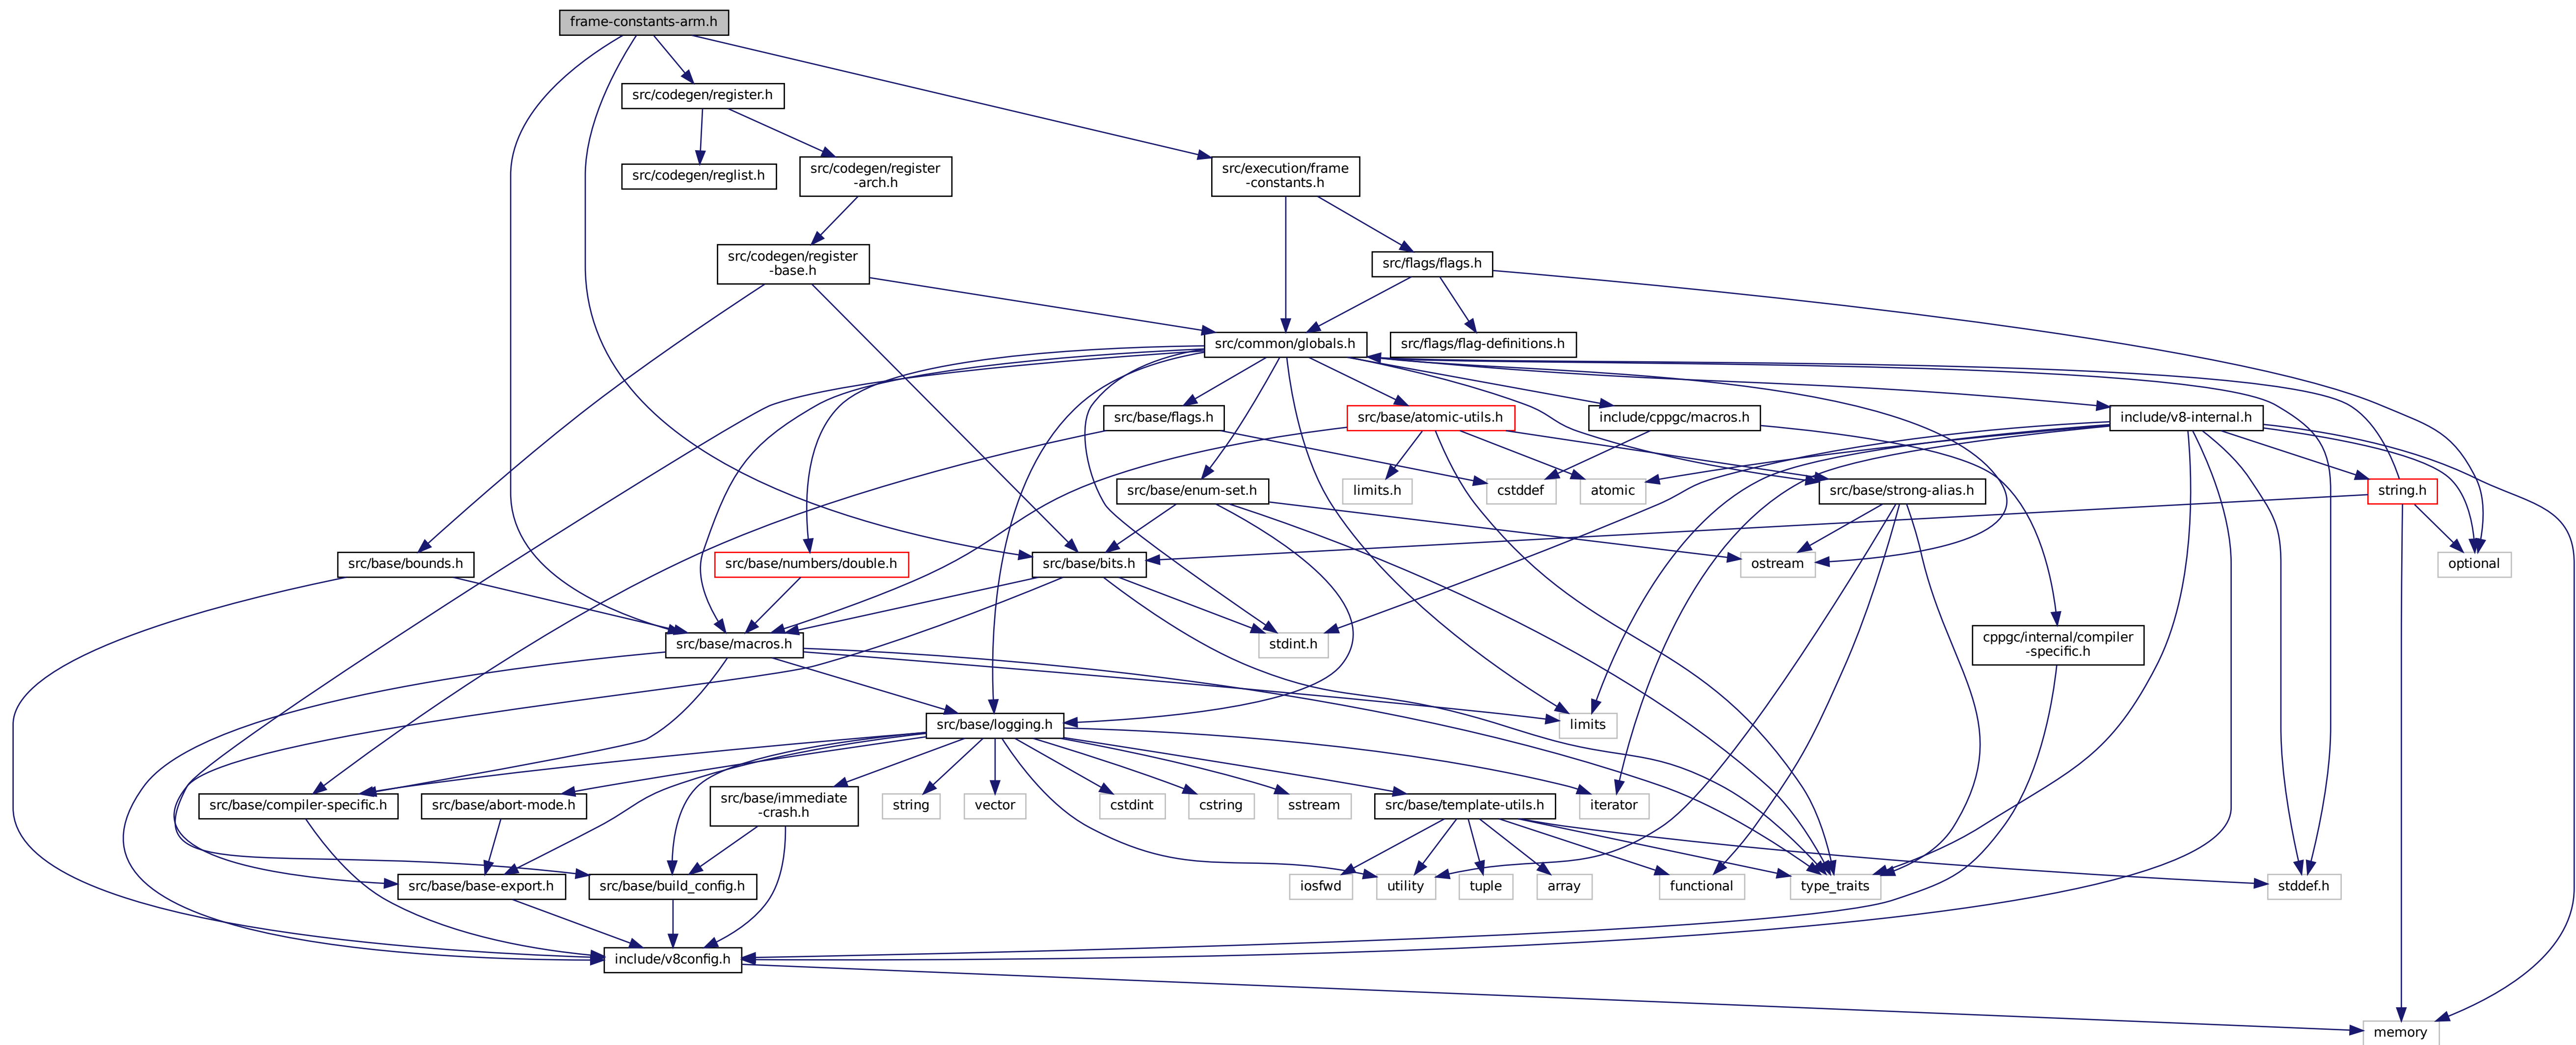 frame-constants-arm.h
src/codegen/register.h
src/codegen/reglist.h
src/codegen/register
-arch.h
src/execution/frame
-constants.h
src/codegen/register
-base.h
src/flags/flags.h
src/common/globals.h
src/flags/flag-definitions.h
src/base/flags.h
src/base/atomic-utils.h
include/cppgc/macros.h
include/v8-internal.h
src/base/enum-set.h
limits.h
cstddef
atomic
src/base/strong-alias.h
string.h
src/base/bounds.h
src/base/numbers/double.h
src/base/bits.h
ostream
optional
src/base/macros.h
stdint.h
cppgc/internal/compiler
-specific.h
src/base/logging.h
limits
src/base/compiler-specific.h
src/base/abort-mode.h
src/base/immediate
-crash.h
string
vector
cstdint
cstring
sstream
src/base/template-utils.h
iterator
src/base/base-export.h
src/base/build_config.h
iosfwd
utility
tuple
array
functional
type_traits
stddef.h
include/v8config.h
memory